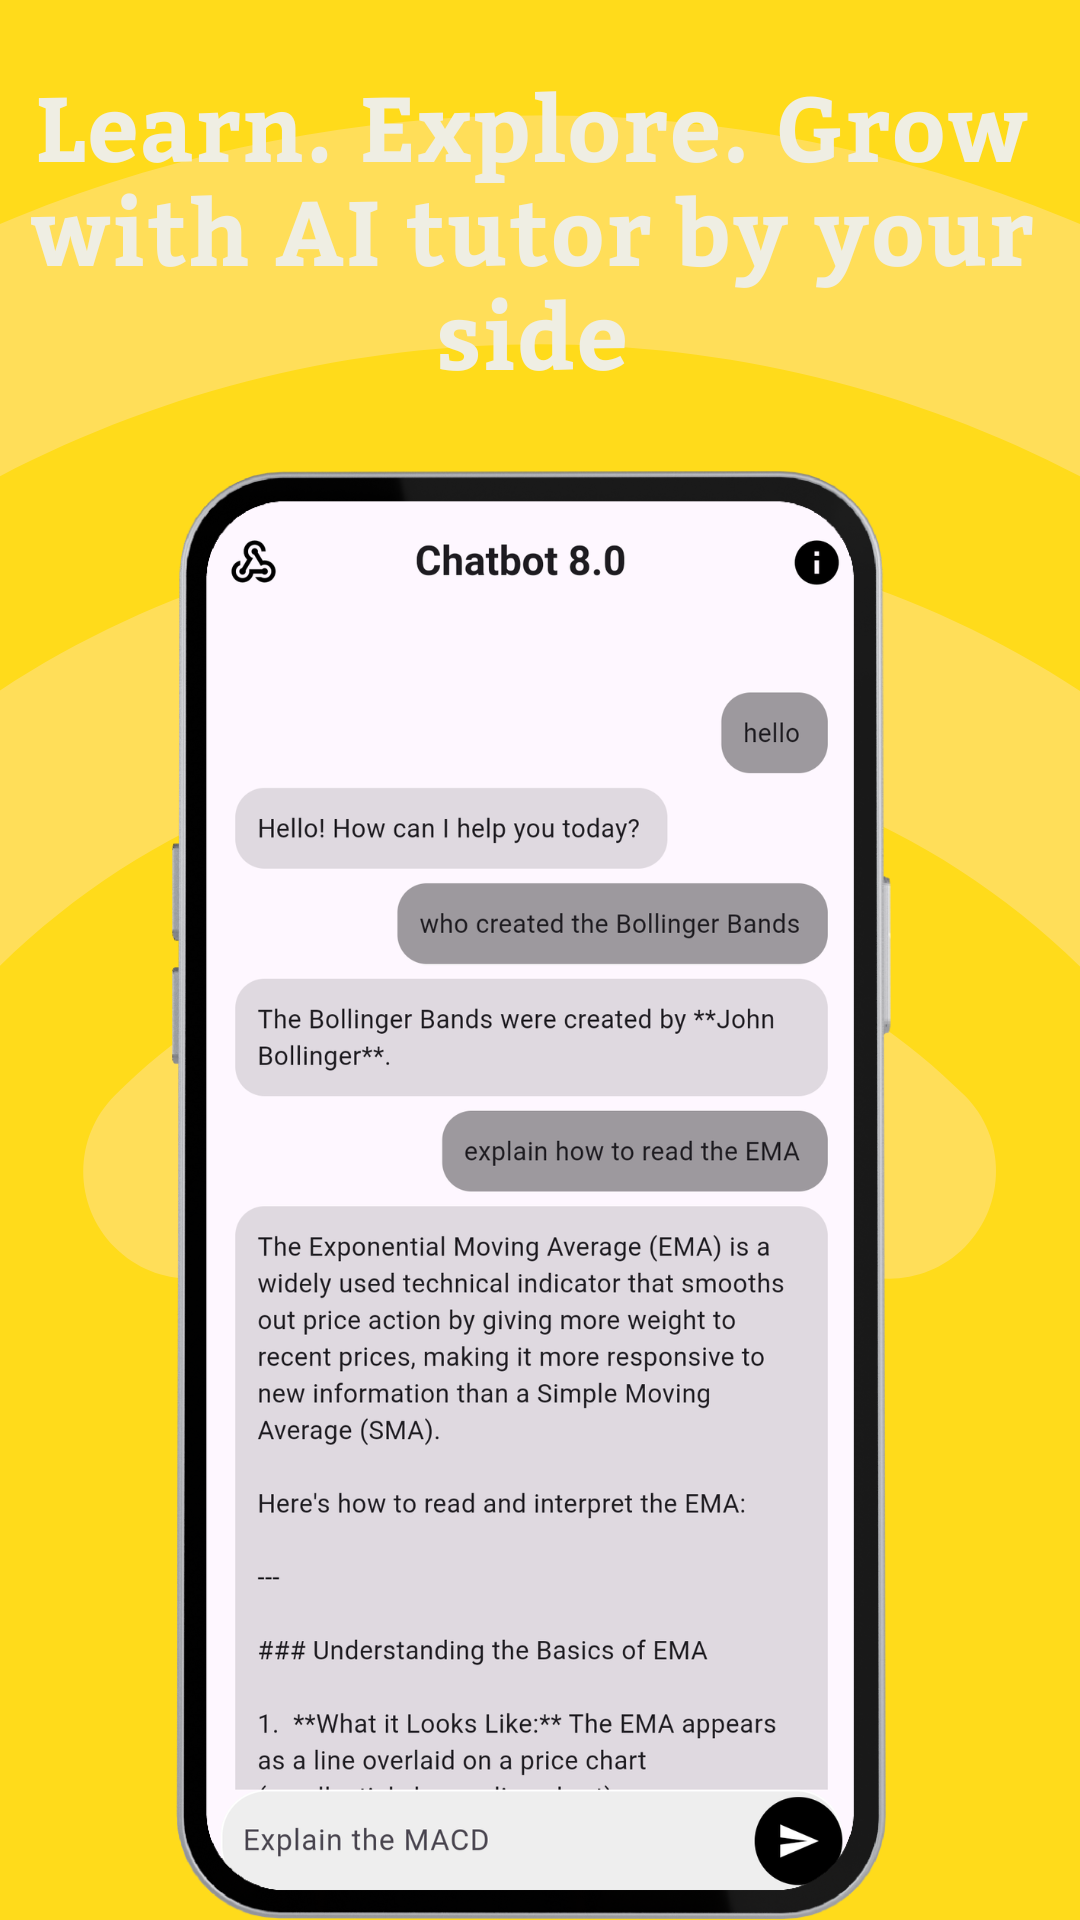 Learn. Explore. Grow
with AI tutor by your
side
Chatbot 8.0
hello
Hello! How can I help you today?
who created the Bollinger Bands
The Bollinger Bands were created by **John
Bollinger**.
explain how to read the EMA
The Exponential Moving Average (EMA) is a
widely used technical indicator that smooths
out price action by giving more weight to
recent prices, making it more responsive to
new information than a Simple Moving
Average (SMA).
Here's how to read and interpret the EMA:
---
### Understanding the Basics of EMA
1.  **What it Looks Like:** The EMA appears
as a line overlaid on a price chart
Explain the MACD